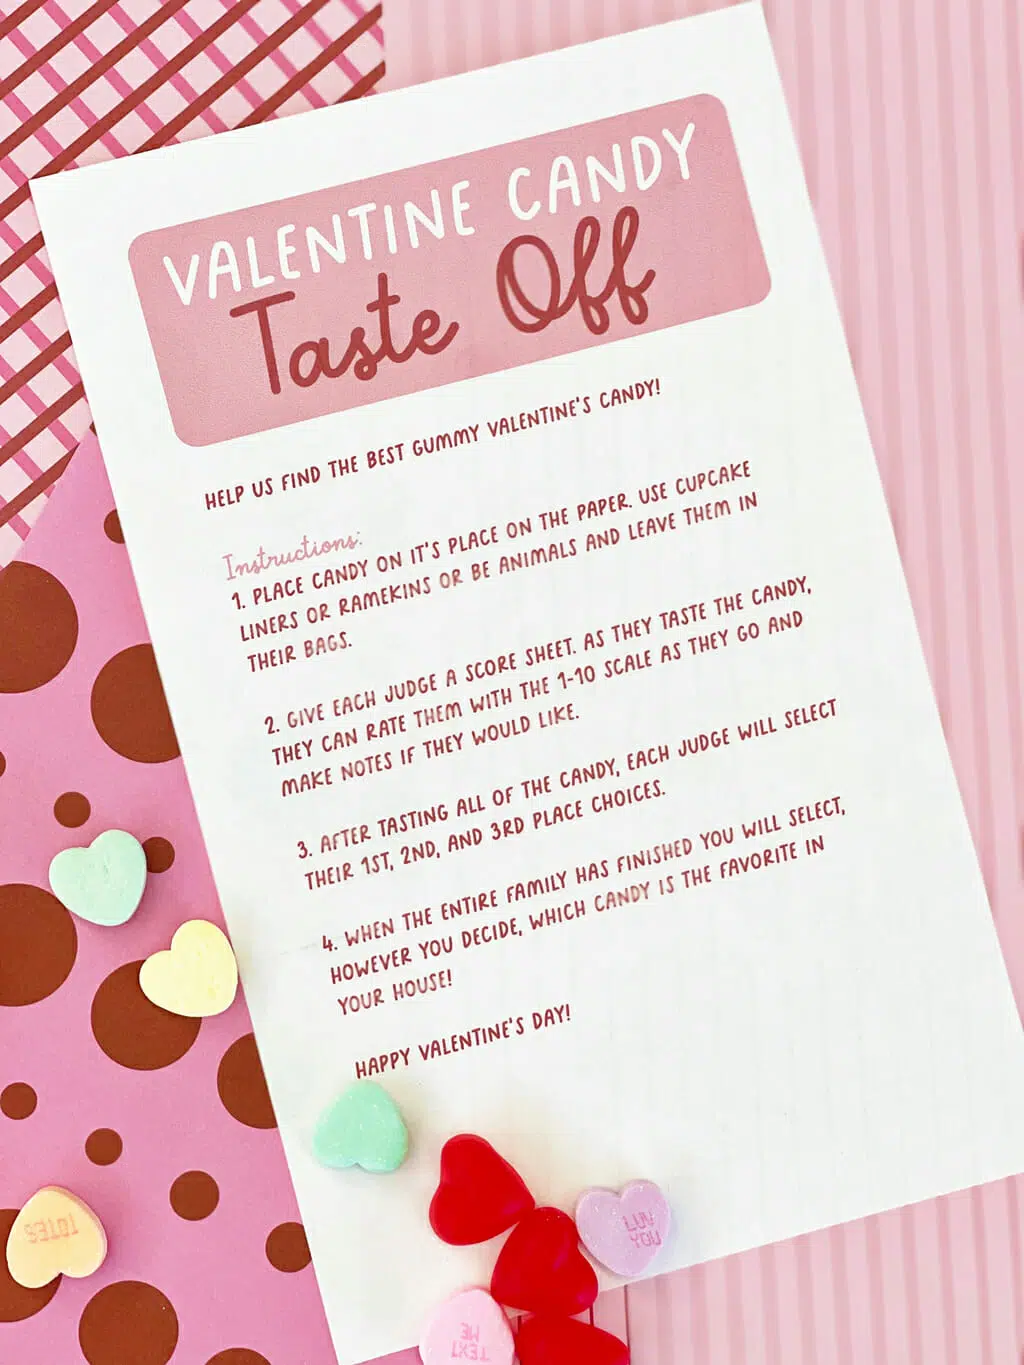 VALENTINE CANDY
Taste Off
HELP US FIND THE BEST GUMMY VALENTINE'S CANDY!
Instructions:
1. PLACE CANDY ON IT'S PLACE ON THE PAPER. USE CUPCAKE
LINERS OR RAMEKINS OR BE ANIMALS AND LEAVE THEM IN
THEIR BAGS.
2. GIVE EACH JUDGE A SCORE SHEET. AS THEY TASTE THE CANDY,
THEY CAN RATE THEM WITH THE 1-10 SCALE AS THEY GO AND
MAKE NOTES IF THEY WOULD LIKE.
3. AFTER TASTING ALL OF THE CANDY, EACH JUDGE WILL SELECT
THEIR 1ST, 2ND, AND 3RD PLACE CHOICES.
4. WHEN THE ENTIRE FAMILY HAS FINISHED YOU WILL SELECT,
HOWEVER YOU DECIDE, WHICH CANDY IS THE FAVORITE IN
YOUR HOUSE!
HAPPY VALENTINE'S DAY!
TOTES
LUV
YOU
TEXT
ME